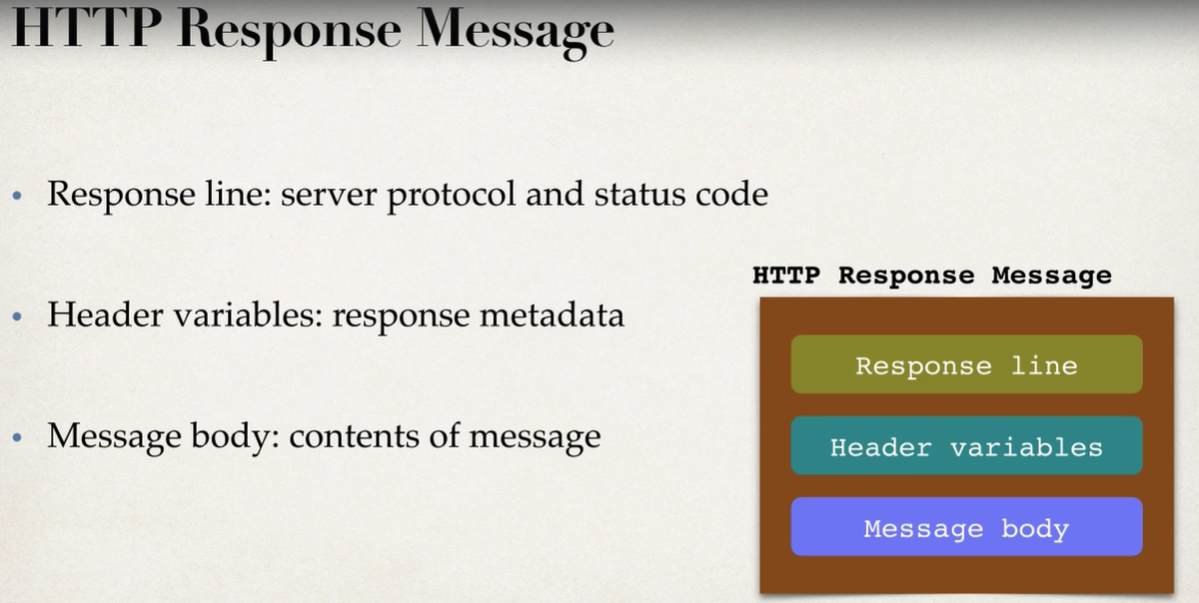 HTTP Response Message
• Response line: server protocol and status code
• Header variables: response metadata
• Message body: contents of message
HTTP Response Message
Response line
Header variables
Message body